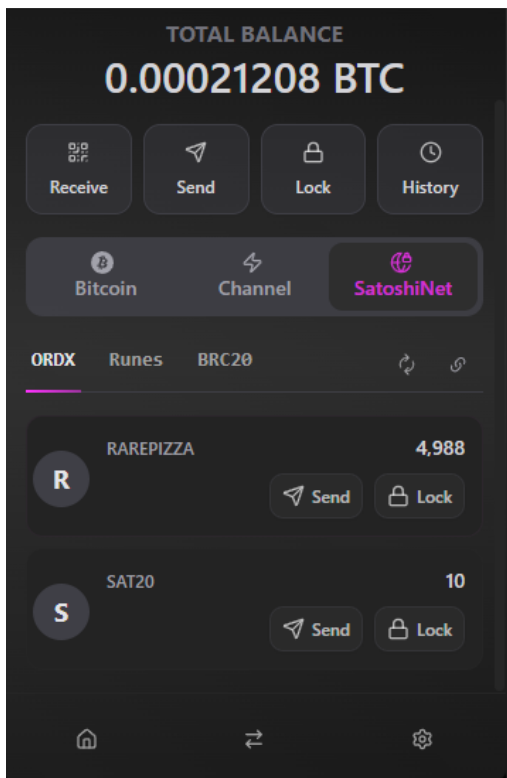 TOTAL BALANCE
0.00021208 BTC
Receive Send Lock History
Bitcoin Channel SatoshiNet
ORDX Runes BRC20
RAREPIZZA 4,988
R
Send Lock
SAT20 10
S
Send Lock